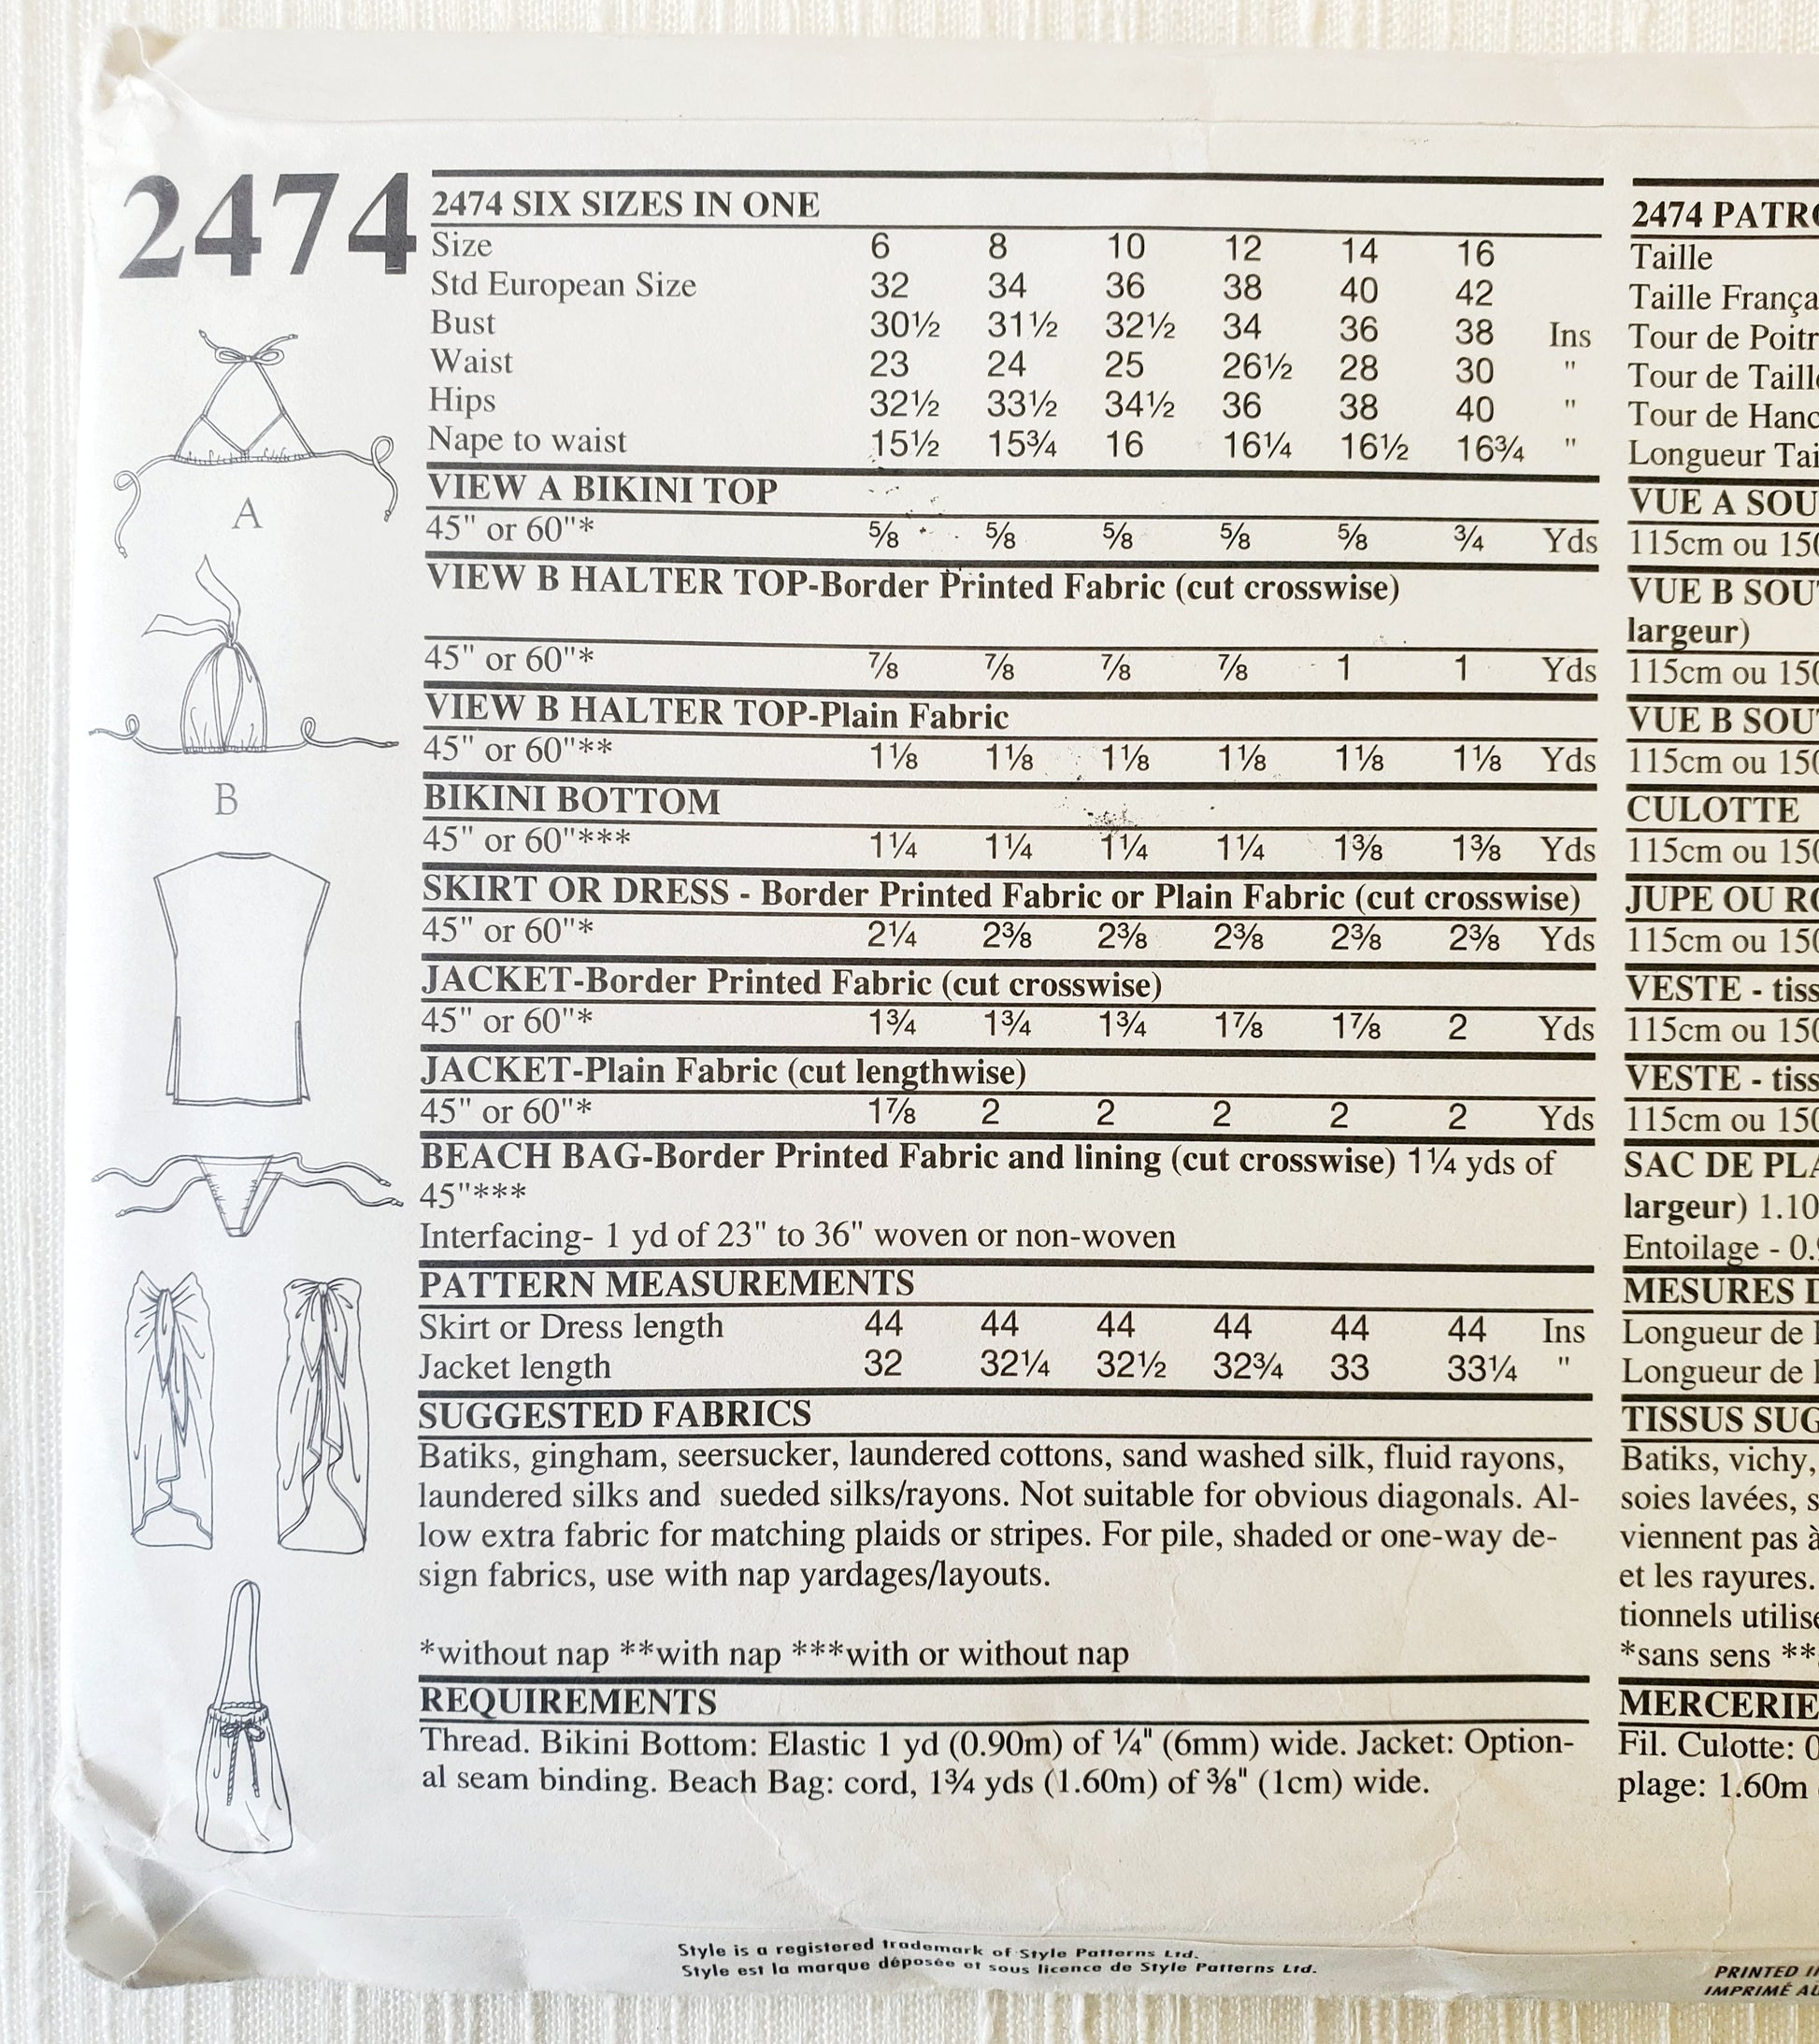 2474
A
B
2474 SIX SIZES IN ONE
Size 6 8 10 12 14 16
Std European Size 32 34 36 38 40 42
Bust 30½ 31½ 32½ 34 36 38 Ins
Waist 23 24 25 26½ 28 30 "
Hips 32½ 33½ 34½ 36 38 40 "
Nape to waist 15½ 15¾ 16 16¼ 16½ 16¾ "
VIEW A BIKINI TOP
45" or 60"* ⅝ ⅝ ⅝ ⅝ ⅝ ¾ Yds
VIEW B HALTER TOP-Border Printed Fabric (cut crosswise)
45" or 60"* ⅞ ⅞ ⅞ ⅞ 1 1 Yds
VIEW B HALTER TOP-Plain Fabric
45" or 60"** 1⅛ 1⅛ 1⅛ 1⅛ 1⅛ 1⅛ Yds
BIKINI BOTTOM
45" or 60"*** 1¼ 1¼ 1¼ 1¼ 1⅜ 1⅜ Yds
SKIRT OR DRESS - Border Printed Fabric or Plain Fabric (cut crosswise)
45" or 60"* 2¼ 2⅜ 2⅜ 2⅜ 2⅜ 2⅜ Yds
JACKET-Border Printed Fabric (cut crosswise)
45" or 60"* 1¾ 1¾ 1¾ 1⅞ 1⅞ 2 Yds
JACKET-Plain Fabric (cut lengthwise)
45" or 60"* 1⅞ 2 2 2 2 2 Yds
BEACH BAG-Border Printed Fabric and lining (cut crosswise) 1¼ yds of
45"***
Interfacing- 1 yd of 23" to 36" woven or non-woven
PATTERN MEASUREMENTS
Skirt or Dress length 44 44 44 44 44 44 Ins
Jacket length 32 32¼ 32½ 32¾ 33 33¼ "
SUGGESTED FABRICS
Batiks, gingham, seersucker, laundered cottons, sand washed silk, fluid rayons,
laundered silks and sueded silks/rayons. Not suitable for obvious diagonals. Al-
low extra fabric for matching plaids or stripes. For pile, shaded or one-way de-
sign fabrics, use with nap yardages/layouts.
*without nap **with nap ***with or without nap
REQUIREMENTS
Thread. Bikini Bottom: Elastic 1 yd (0.90m) of ¼" (6mm) wide. Jacket: Option-
al seam binding. Beach Bag: cord, 1¾ yds (1.60m) of ⅜" (1cm) wide.
2474
Taille
Taille
Tour de
Tour de
Tour de
Longueur
VUE A
115cm ou
VUE B
largeur)
115cm ou
VUE B
115cm ou
CULOTTE
115cm ou
JUPE OU
115cm ou
VESTE -
115cm ou
VESTE -
115cm ou
SAC DE
largeur) 1.10
Entoilage -
MESURES
Longueur de
Longueur de
TISSUS
Batiks, vichy,
soies lavées,
viennent pas à
et les rayures.
tionnels
*sans sens
MERCERIE
Fil. Culotte:
plage: 1.60m
Style is a registered trademark of Style Patterns Ltd.
Style est la marque déposée et sous licence de Style Patterns Ltd.
PRINTED
IMPRIMÉ